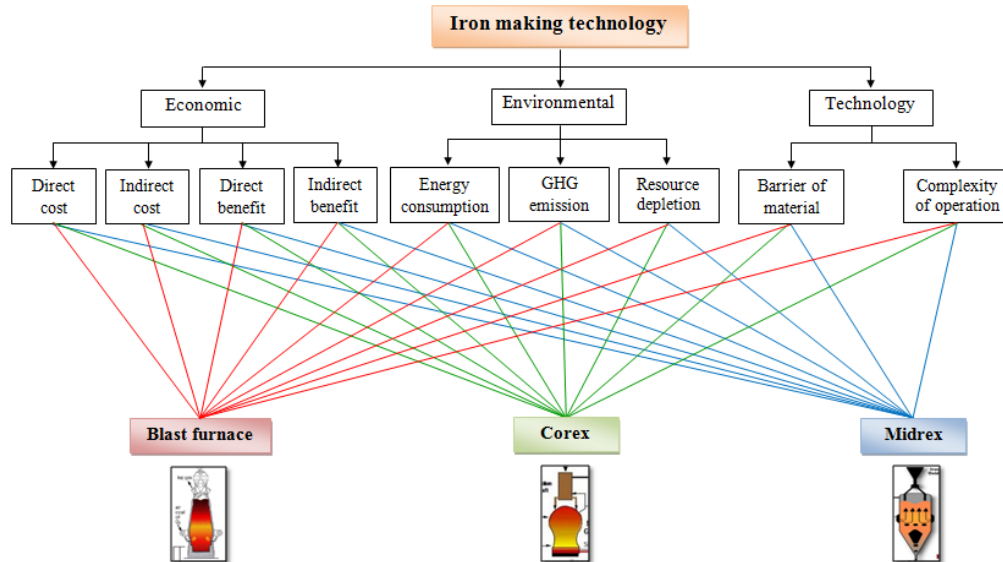 Iron making technology
Economic
Environmental
Technology
Direct
cost
Indirect
cost
Direct
benefit
Indirect
benefit
Energy
consumption
GHG
emission
Resource
depletion
Barrier of
material
Complexity
of operation
Blast furnace
Corex
Midrex